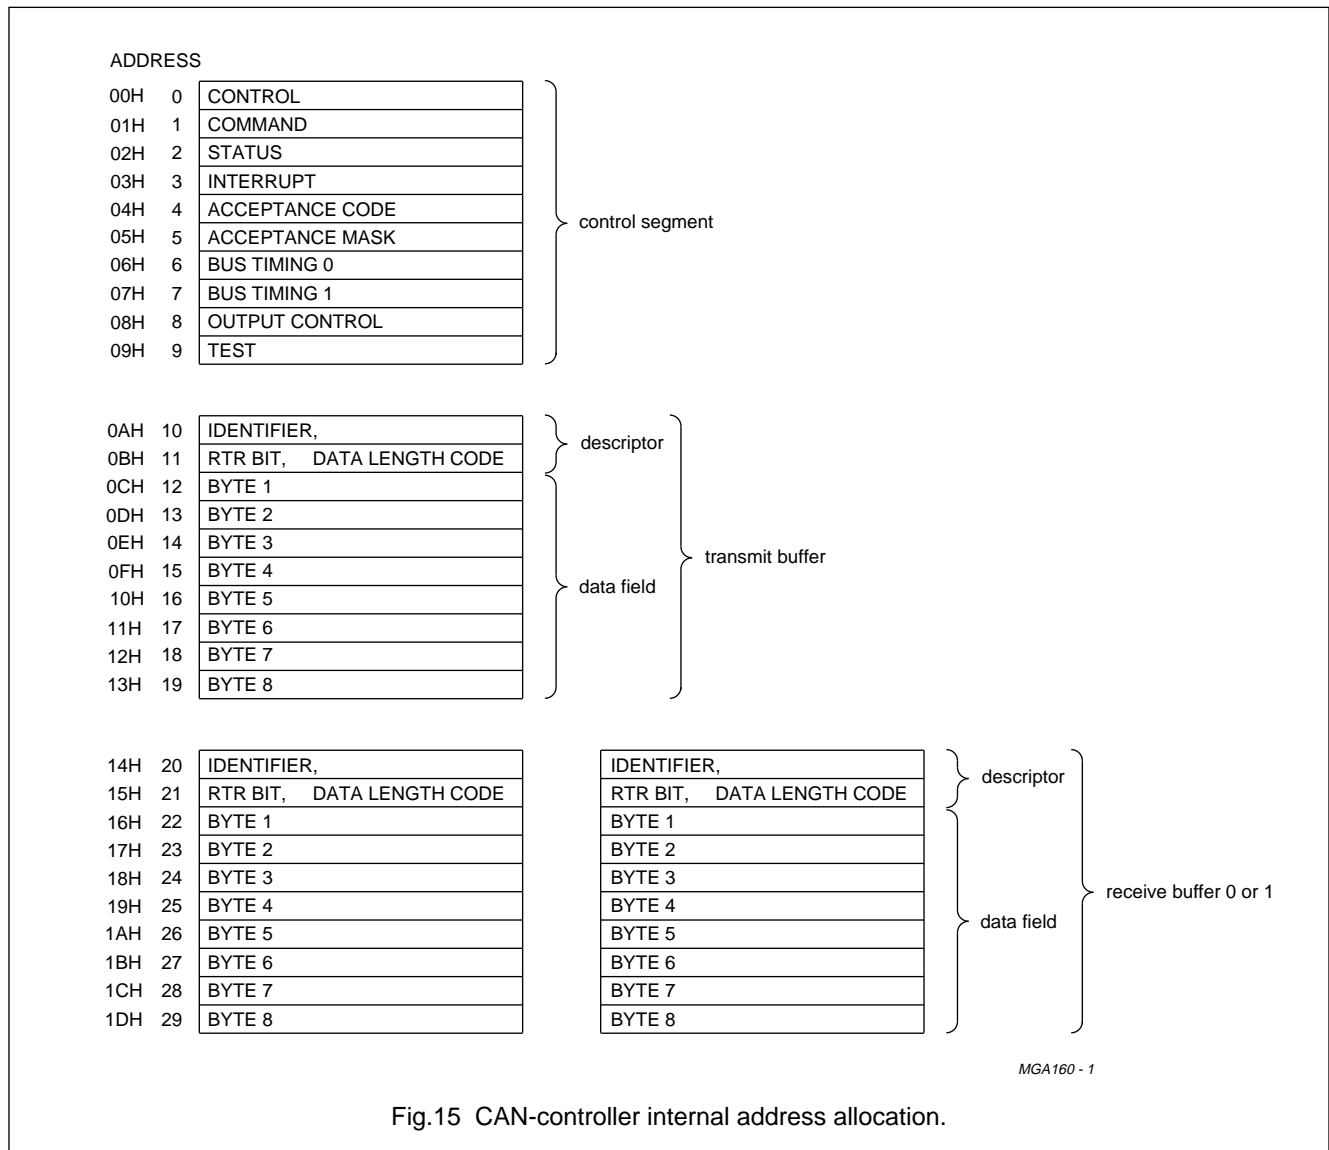 ADDRESS
00H 0 CONTROL
01H 1 COMMAND
02H 2 STATUS
03H 3 INTERRUPT
04H 4 ACCEPTANCE CODE
05H 5 ACCEPTANCE MASK
06H 6 BUS TIMING 0
07H 7 BUS TIMING 1
08H 8 OUTPUT CONTROL
09H 9 TEST
control segment
0AH 10 IDENTIFIER,
0BH 11 RTR BIT, DATA LENGTH CODE
descriptor
0CH 12 BYTE 1
0DH 13 BYTE 2
0EH 14 BYTE 3
0FH 15 BYTE 4
10H 16 BYTE 5
11H 17 BYTE 6
12H 18 BYTE 7
13H 19 BYTE 8
data field
transmit buffer
14H 20 IDENTIFIER, IDENTIFIER,
15H 21 RTR BIT, DATA LENGTH CODE RTR BIT, DATA LENGTH CODE
descriptor
16H 22 BYTE 1 BYTE 1
17H 23 BYTE 2 BYTE 2
18H 24 BYTE 3 BYTE 3
19H 25 BYTE 4 BYTE 4
1AH 26 BYTE 5 BYTE 5
1BH 27 BYTE 6 BYTE 6
1CH 28 BYTE 7 BYTE 7
1DH 29 BYTE 8 BYTE 8
data field
receive buffer 0 or 1
MGA160 - 1
Fig.15 CAN-controller internal address allocation.